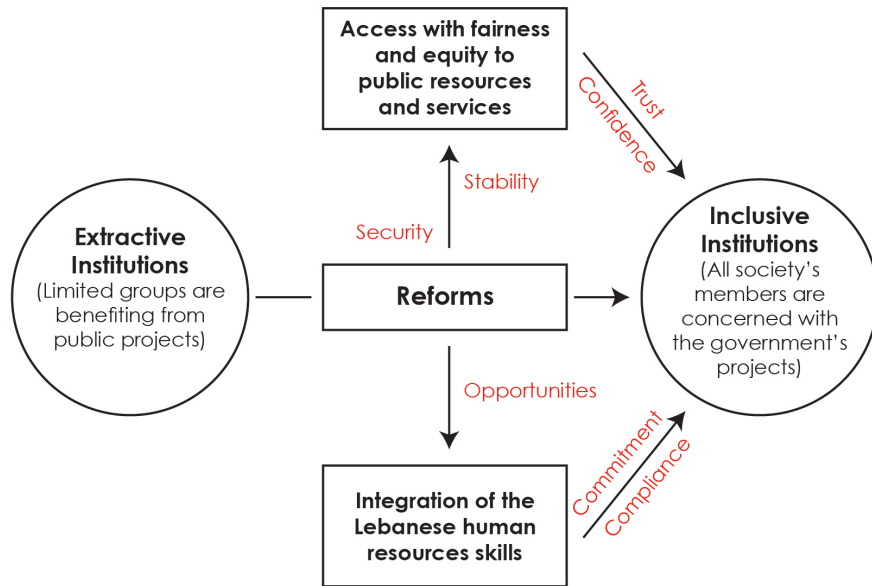 Access with fairness
and equity to
public resources
and services
Trust
Confidence
Stability
Security
Extractive
Institutions
(Limited groups are
benefiting from
public projects)
Reforms
Inclusive
Institutions
(All society's
members are
concerned with
the government's
projects)
Opportunities
Commitment
Compliance
Integration of the
Lebanese human
resources skills